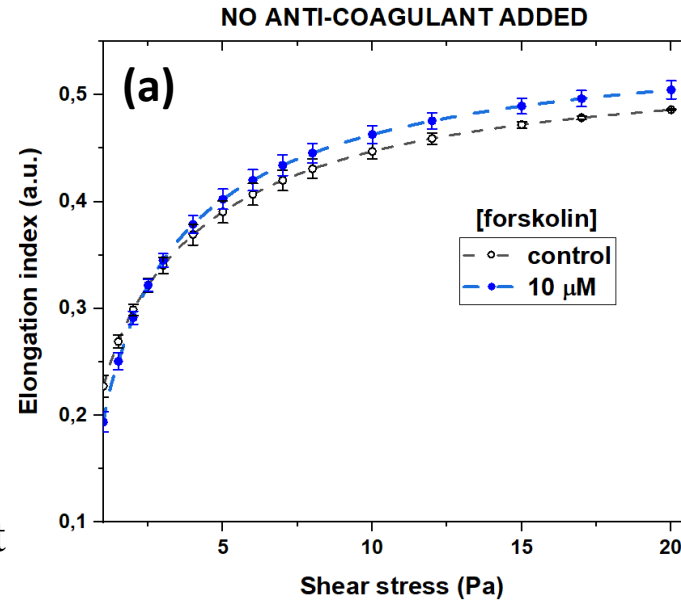 NO ANTI-COAGULANT ADDED
(a)
0,5
0,4
0,3
0,2
0,1
Elongation index (a.u.)
[forskolin]
control
10 μM
5
10
15
20
Shear stress (Pa)
t